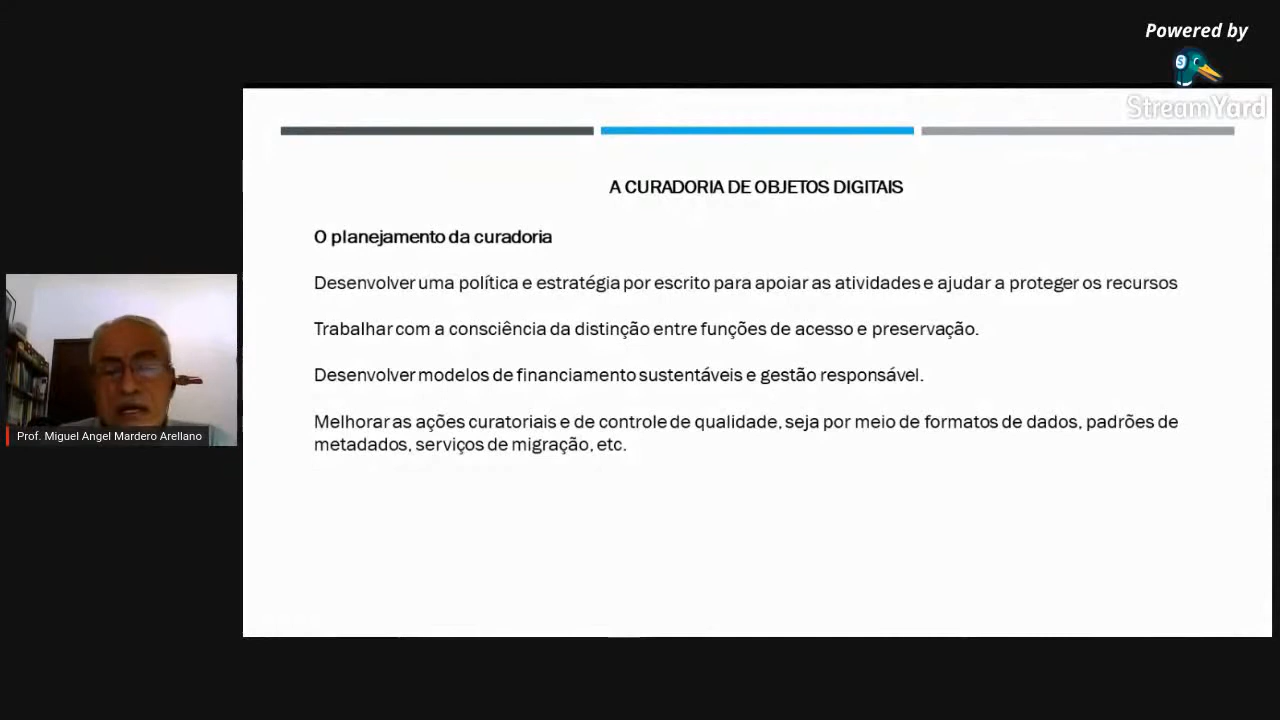 Powered by
StreamYard
A CURADORIA DE OBJETOS DIGITAIS
O planejamento da curadoria
Desenvolver uma política e estratégia por escrito para apoiar as atividades e ajudar a proteger os recursos
Trabalhar com a consciência da distinção entre funções de acesso e preservação.
Desenvolver modelos de financiamento sustentáveis e gestão responsável.
Melhorar as ações curatoriais e de controle de qualidade, seja por meio de formatos de dados, padrões de
metadados, serviços de migração, etc.
Prof. Miguel Angel Mardero Arellano